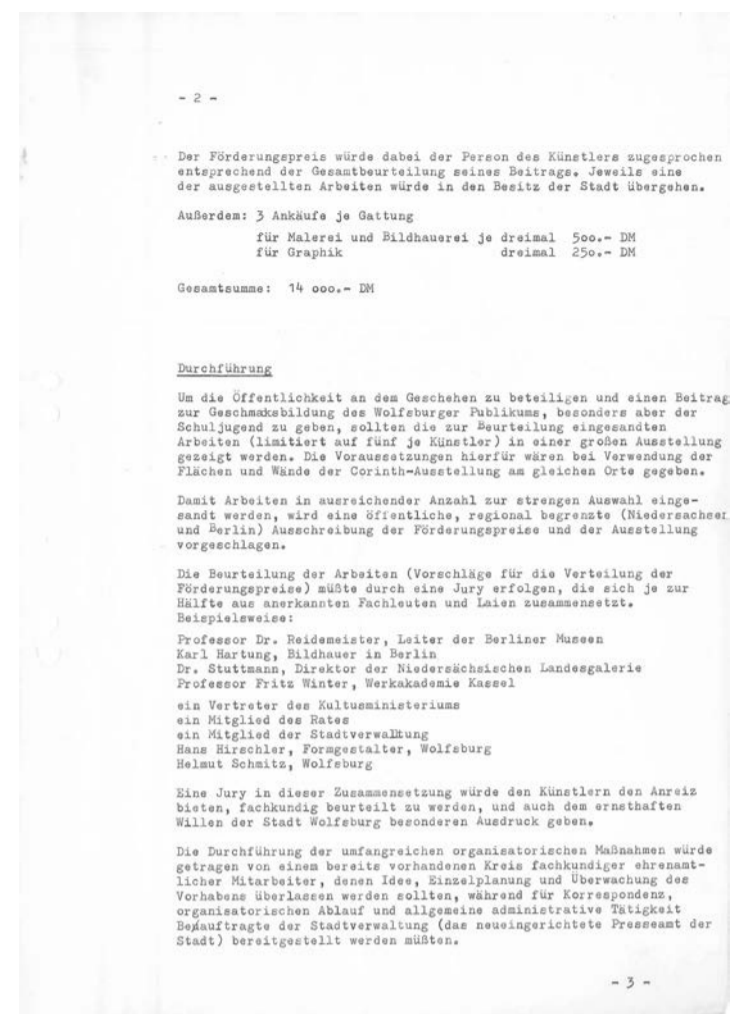 - 2 -
Der Förderungspreis würde dabei der Person des Künstlers zugesprochen
entsprechend der Gesamtbeurteilung seines Beitrags. Jeweils eine
der ausgestellten Arbeiten würde in den Besitz der Stadt übergehen.
Außerdem: 3 Ankäufe je Gattung
für Malerei und Bildhauerei je dreimal 5oo.- DM
für Graphik dreimal 25o.- DM
Gesamtsumme: 14 ooo.- DM
Durchführung
Um die Öffentlichkeit an dem Geschehen zu beteiligen und einen Beitrag
zur Geschmaksbildung des Wolfsburger Publikums, besonders aber der
Schuljugend zu geben, sollten die zur Beurteilung eingesandten
Arbeiten (limitiert auf fünf je Künstler) in einer großen Ausstellung
gezeigt werden. Die Voraussetzungen hierfür wären bei Verwendung der
Flächen und Wände der Corinth-Ausstellung am gleichen Orte gegeben.
Damit Arbeiten in ausreichender Anzahl zur strengen Auswahl einge-
sandt werden, wird eine öffentliche, regional begrenzte (Niedersachsen
und Berlin) Ausschreibung der Förderungspreise und der Ausstellung
vorgeschlagen.
Die Beurteilung der Arbeiten (Vorschläge für die Verteilung der
Förderungspreise) müßte durch eine Jury erfolgen, die sich je zur
Hälfte aus anerkannten Fachleuten und Laien zusammensetzt.
Beispielsweise:
Professor Dr. Reidemeister, Leiter der Berliner Museen
Karl Hartung, Bildhauer in Berlin
Dr. Stuttmann, Direktor der Niedersächsischen Landesgalerie
Professor Fritz Winter, Werkakademie Kassel
ein Vertreter des Kultusministeriums
ein Mitglied des Rates
ein Mitglied der Stadtverwaltung
Hans Hirschler, Formgestalter, Wolfsburg
Helmut Schmitz, Wolfsburg
Eine Jury in dieser Zusammensetzung würde den Künstlern den Anreiz
bieten, fachkundig beurteilt zu werden, und auch dem ernsthaften
Willen der Stadt Wolfsburg besonderen Ausdruck geben.
Die Durchführung der umfangreichen organisatorischen Maßnahmen würde
getragen von einem bereits vorhandenen Kreis fachkundiger ehrenamt-
licher Mitarbeiter, denen Idee, Einzelplanung und Überwachung des
Vorhabens überlassen werden sollten, während für Korrespondenz,
organisatorischen Ablauf und allgemeine administrative Tätigkeit
Beauftragte der Stadtverwaltung (das neueingerichtete Presseamt der
Stadt) bereitgestellt werden müßten.
- 3 -